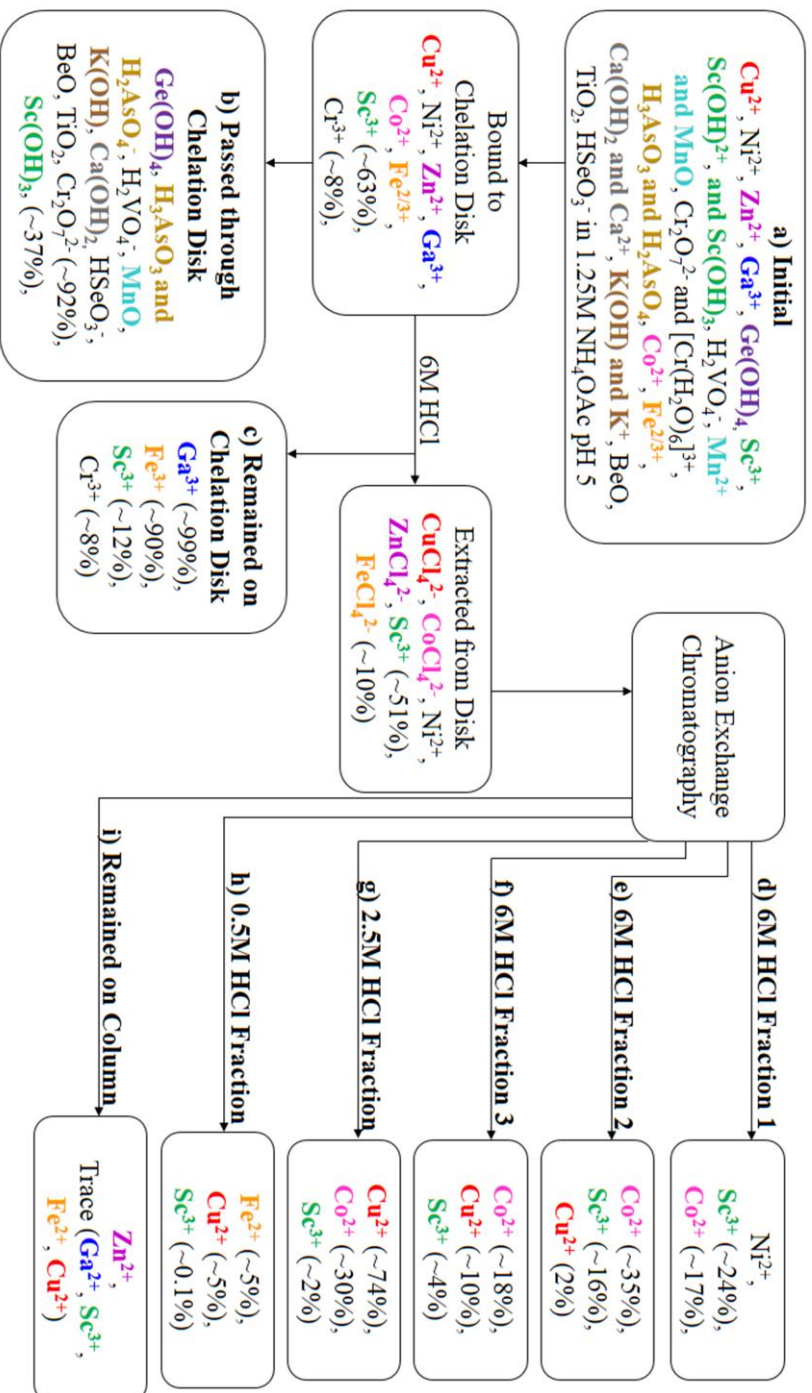 a) Initial
Cu²⁺, Ni²⁺, Zn²⁺, Ga³⁺, Ge(OH)₄, Sc³⁺,
Sc(OH)²⁺, and Sc(OH)₃, H₂VO₄⁻, Mn²⁺
and MnO, Cr₂O₇²⁻ and [Cr(H₂O)₆]³⁺,
H₃AsO₃ and H₂AsO₄, Co²⁺, Fe²/³⁺,
Ca(OH)₂ and Ca²⁺, K(OH) and K⁺, BeO,
TiO₂, HSeO₃⁻ in 1.25M NH₄OAc pH 5
Bound to
Chelation Disk
Cu²⁺, Ni²⁺, Zn²⁺, Ga³⁺,
Co²⁺, Fe²/³⁺,
Sc³⁺ (~63%),
Cr³⁺ (~8%),
b) Passed through
Chelation Disk
Ge(OH)₄, H₃AsO₃ and
H₂AsO₄⁻, H₂VO₄⁻, MnO,
K(OH), Ca(OH)₂, HSeO₃⁻,
BeO, TiO₂, Cr₂O₇²⁻ (~92%),
Sc(OH)₃, (~37%),
6M HCl
c) Remained on
Chelation Disk
Ga³⁺ (~99%),
Fe³⁺ (~90%),
Sc³⁺ (~12%),
Cr³⁺ (~8%)
Extracted from Disk
CuCl₄²⁻, CoCl₄²⁻, Ni²⁺,
ZnCl₄²⁻, Sc³⁺ (~51%),
FeCl₄²⁻ (~10%)
Anion Exchange
Chromatography
d) 6M HCl Fraction 1
Ni²⁺,
Sc³⁺ (~24%),
Co²⁺ (~17%),
e) 6M HCl Fraction 2
Co²⁺ (~35%),
Sc³⁺ (~16%),
Cu²⁺ (2%)
f) 6M HCl Fraction 3
Co²⁺ (~18%),
Cu²⁺ (~10%),
Sc³⁺ (~4%)
g) 2.5M HCl Fraction
Cu²⁺ (~74%),
Co²⁺ (~30%),
Sc³⁺ (~2%)
h) 0.5M HCl Fraction
Fe²⁺ (~5%),
Cu²⁺ (~5%),
Sc³⁺ (~0.1%)
i) Remained on Column
Zn²⁺,
Trace (Ga²⁺, Sc³⁺,
Fe²⁺, Cu²⁺)